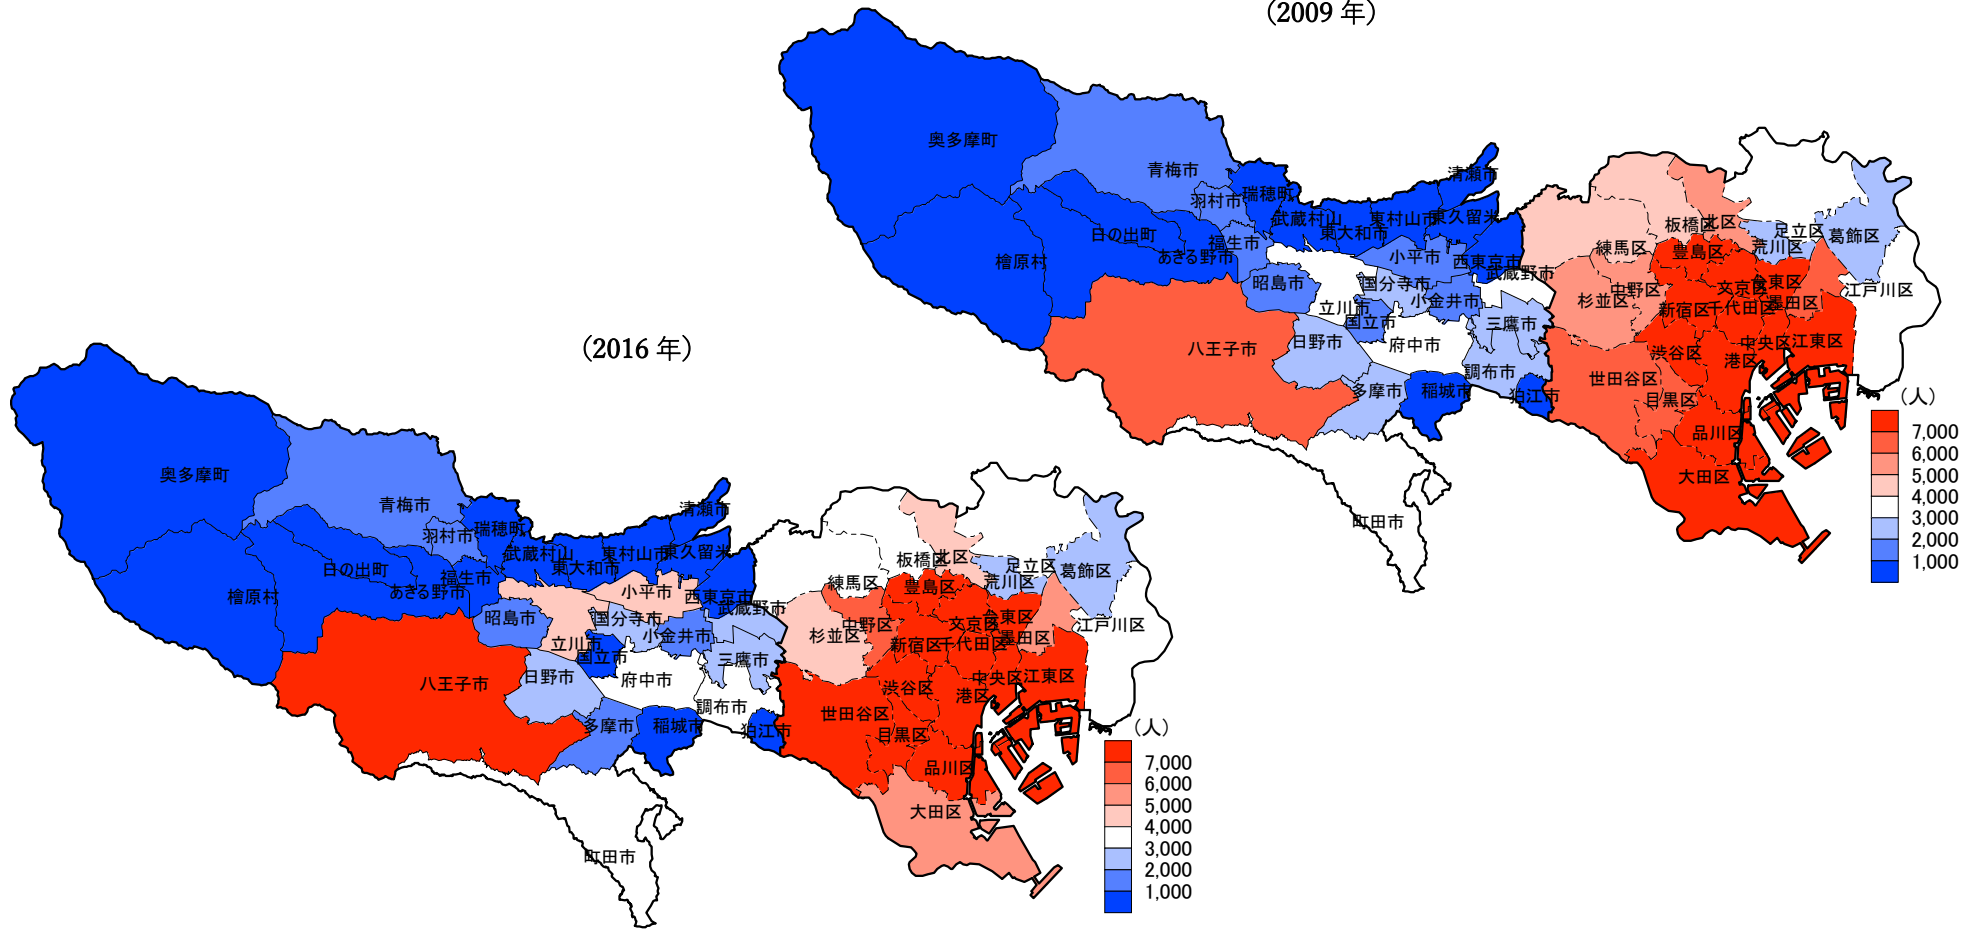 (2009 年)
奥多摩町
青梅市
清瀬市
羽村市
瑞穂町
武蔵村山
東村山市
東久留米
東大和市
日の出町
福生市
あきる野市
檜原村
小平市
西東京市
武蔵野市
昭島市
国分寺市
小金井市
立川市
国立市
三鷹市
八王子市
日野市
府中市
調布市
多摩市
稲城市
狛江市
町田市
板橋区
北区
足立区
葛飾区
荒川区
練馬区
豊島区
杉並区
中野区
文京区
台東区
墨田区
江戸川区
新宿区
千代田区
渋谷区
港区
中央区
江東区
世田谷区
目黒区
品川区
大田区
(人)
7,000
6,000
5,000
4,000
3,000
2,000
1,000
(2016 年)
奥多摩町
青梅市
清瀬市
羽村市
瑞穂町
武蔵村山
東村山市
東久留米
東大和市
日の出町
福生市
あきる野市
檜原村
小平市
西東京市
武蔵野市
昭島市
国分寺市
小金井市
立川市
国立市
三鷹市
八王子市
日野市
府中市
調布市
多摩市
稲城市
狛江市
町田市
板橋区
北区
足立区
葛飾区
荒川区
練馬区
豊島区
杉並区
中野区
文京区
台東区
墨田区
江戸川区
新宿区
千代田区
渋谷区
港区
中央区
江東区
世田谷区
目黒区
品川区
大田区
(人)
7,000
6,000
5,000
4,000
3,000
2,000
1,000